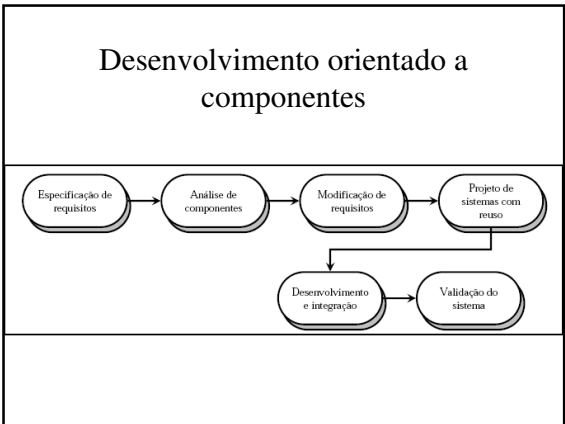 Desenvolvimento orientado a
componentes
Especificação de
requisitos
Análise de
componentes
Modificação de
requisitos
Projeto de
sistemas com
reuso
Desenvolvimento
e integração
Validação do
sistema